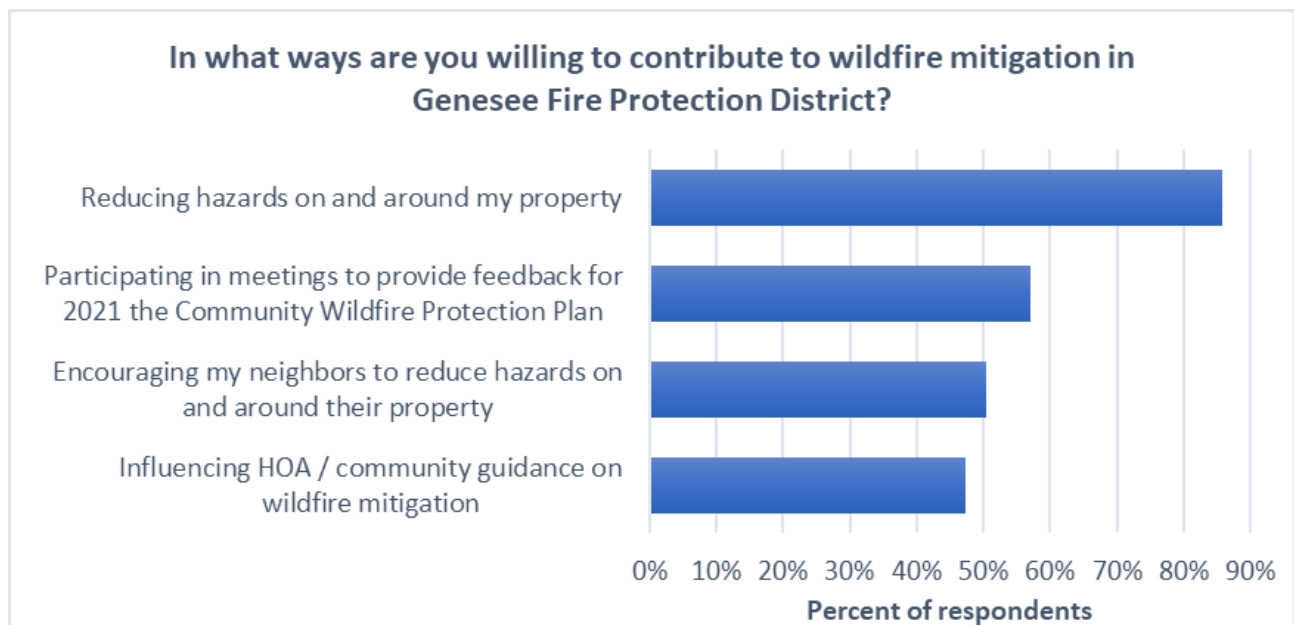 In what ways are you willing to contribute to wildfire mitigation in
Genesee Fire Protection District?
Reducing hazards on and around my property
Participating in meetings to provide feedback for
2021 the Community Wildfire Protection Plan
Encouraging my neighbors to reduce hazards on
and around their property
Influencing HOA / community guidance on
wildfire mitigation
0% 10% 20% 30% 40% 50% 60% 70% 80% 90%
Percent of respondents